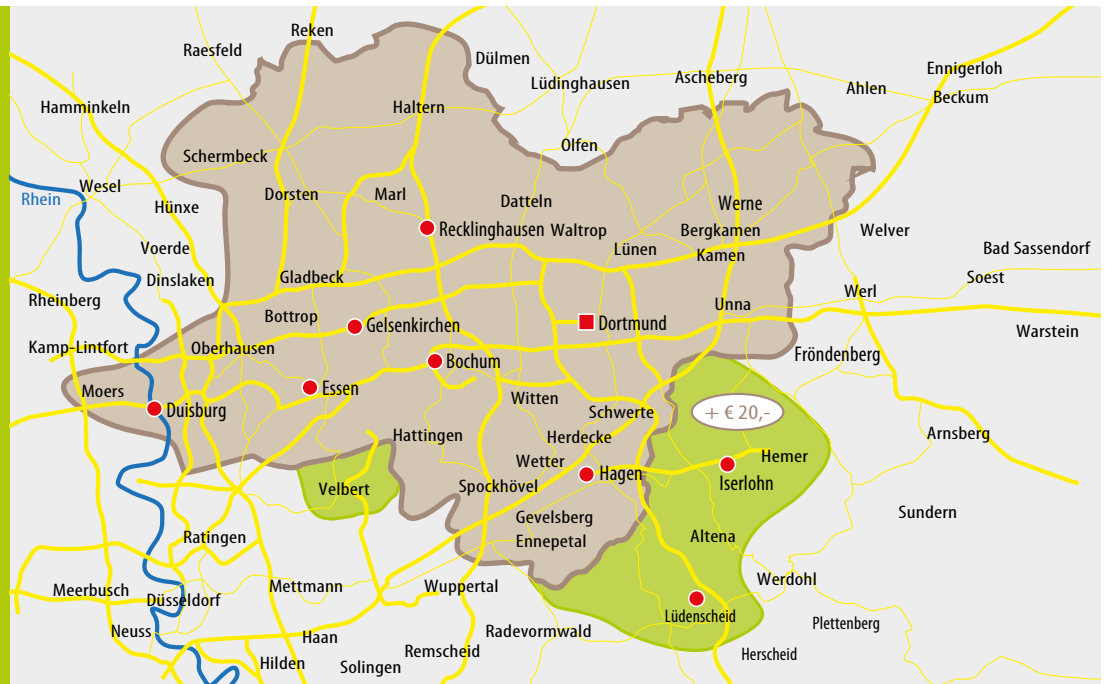 Reken
Raesfeld
Dülmen
Lüdinghausen
Ascheberg
Ennigerloh
Ahlen
Beckum
Hamminkeln
Haltern
Olfen
Schermbeck
Wesel
Rhein
Hünxe
Dorsten
Marl
Datteln
Werne
Recklinghausen
Waltrop
Bergkamen
Welver
Voerde
Lünen
Kamen
Bad Sassendorf
Dinslaken
Gladbeck
Soest
Rheinberg
Werl
Unna
Bottrop
Gelsenkirchen
Dortmund
Warstein
Kamp-Lintfort
Oberhausen
Fröndenberg
Bochum
Moers
Essen
Witten
Duisburg
Schwerte
+ € 20,-
Hattingen
Herdecke
Arnsberg
Wetter
Hemer
Hagen
Iserlohn
Velbert
Spockhövel
Sundern
Gevelsberg
Ennepetal
Altena
Ratingen
Werdohl
Meerbusch
Düsseldorf
Mettmann
Wuppertal
Lüdenscheid
Plettenberg
Neuss
Haan
Radevormwald
Remscheid
Herscheid
Hilden
Solingen